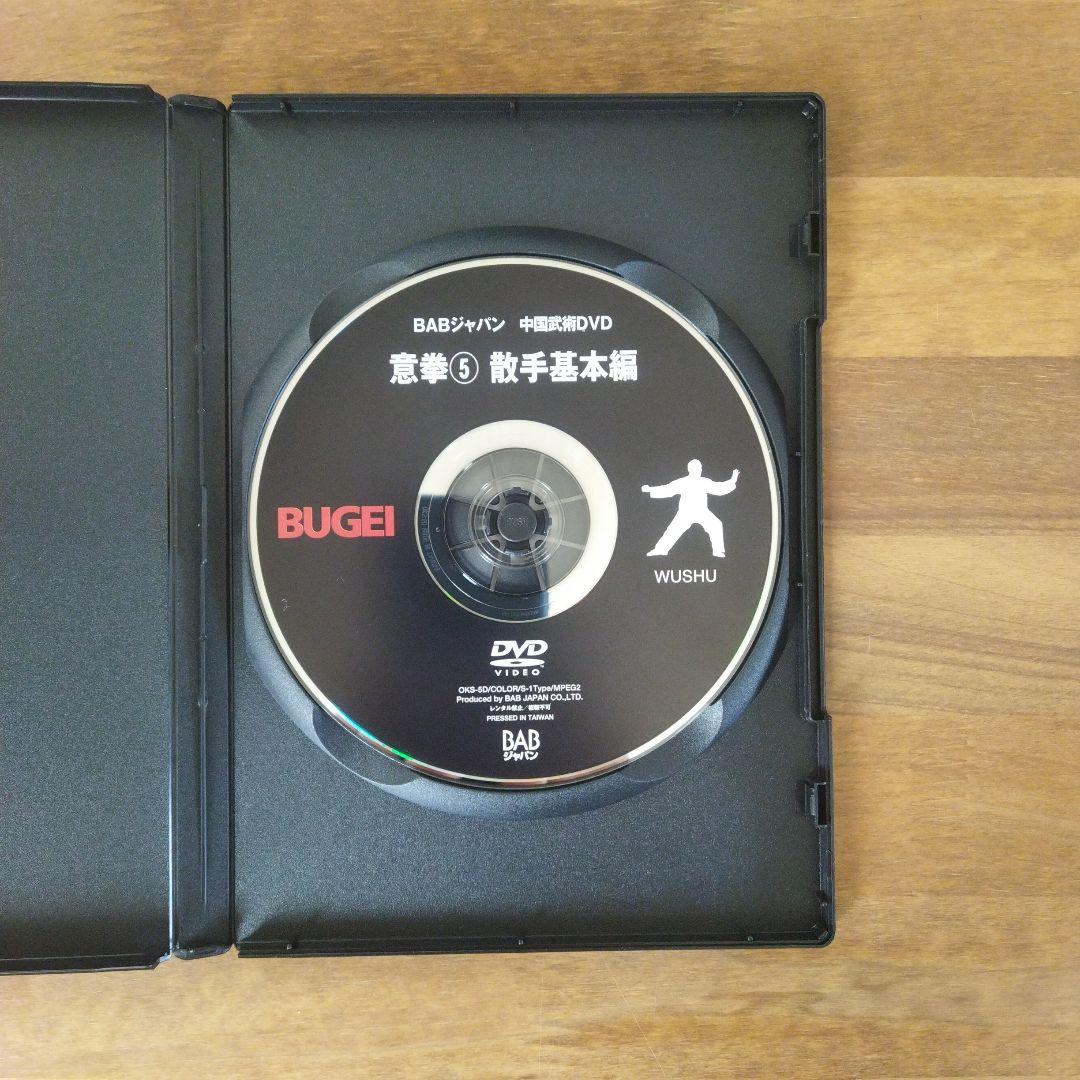 BABジャパン 中国武術DVD
意拳⑤ 散手基本編
BUGEI
WUSHU
DVD
VIDEO
OKS-5D/COLOR/S-1Type/MPEG2
Produced by BAB JAPAN CO.,LTD.
レンタル禁止／複製不可
PRESSED IN TAIWAN
BAB
ジャパン